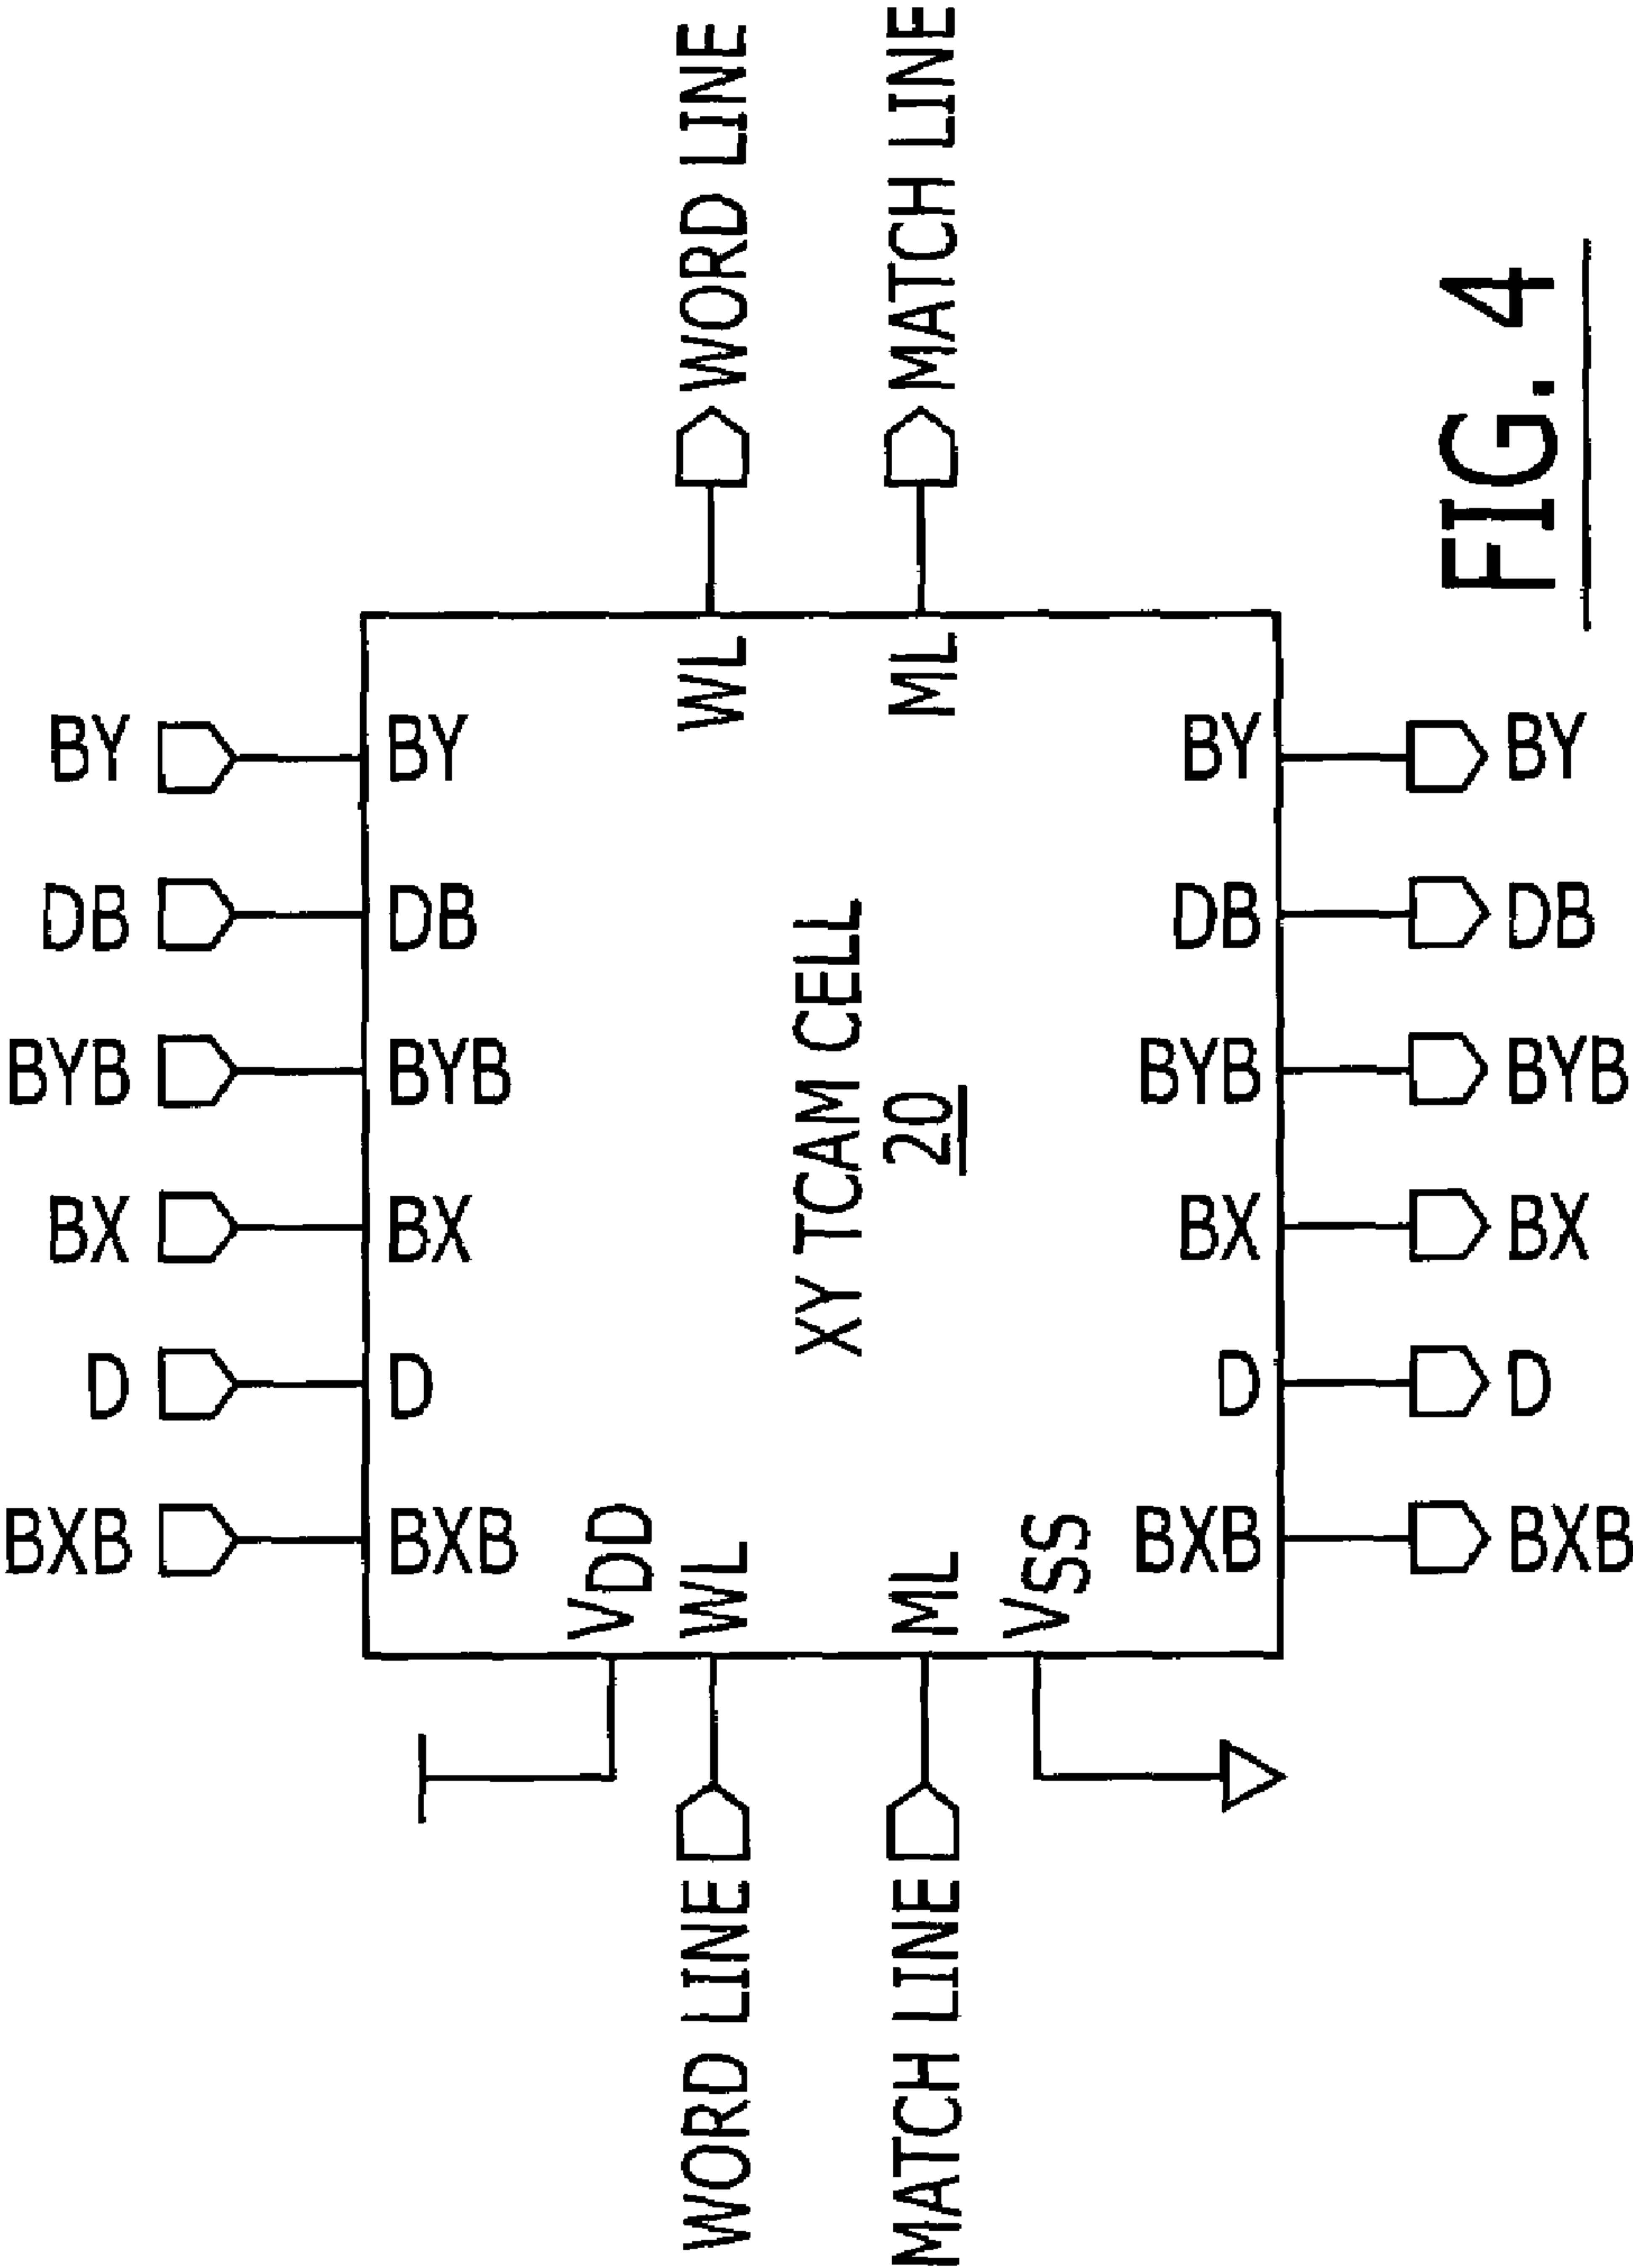 BXB D BX BYB DB BY
BXB D BX BYB DB BY
VDD
WORD LINE WL WL WORD LINE
XY TCAM CELL
20
MATCH LINE ML ML MATCH LINE
VSS
BXB D BX BYB DB BY
BXB D BX BYB DB BY
FIG. 4